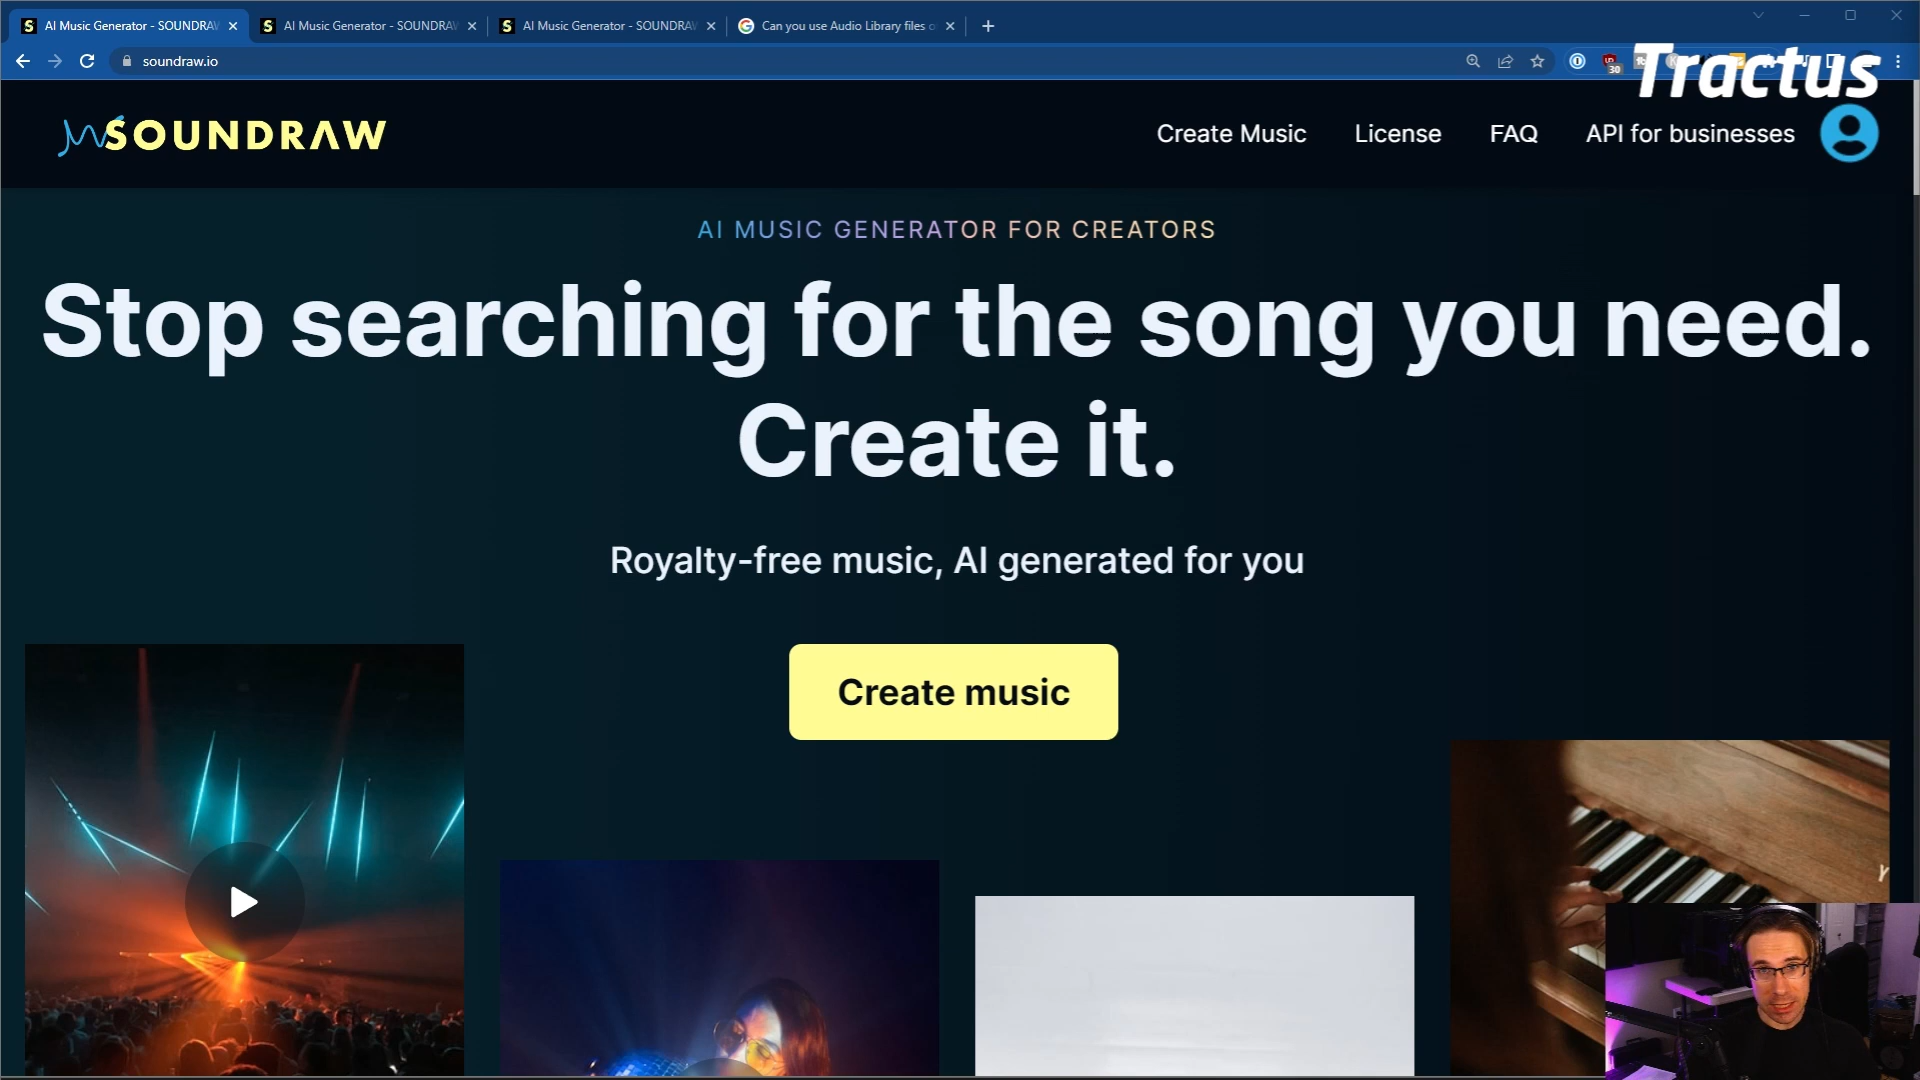 AI Music Generator - SOUNDRAW
AI Music Generator - SOUNDRAW
AI Music Generator - SOUNDRAW
Can you use Audio Library files o
soundraw.io
30
Tractus
SOUNDRAW
Create Music
License
FAQ
API for businesses
AI MUSIC GENERATOR FOR CREATORS
Stop searching for the song you need.
Create it.
Royalty-free music, AI generated for you
Create music